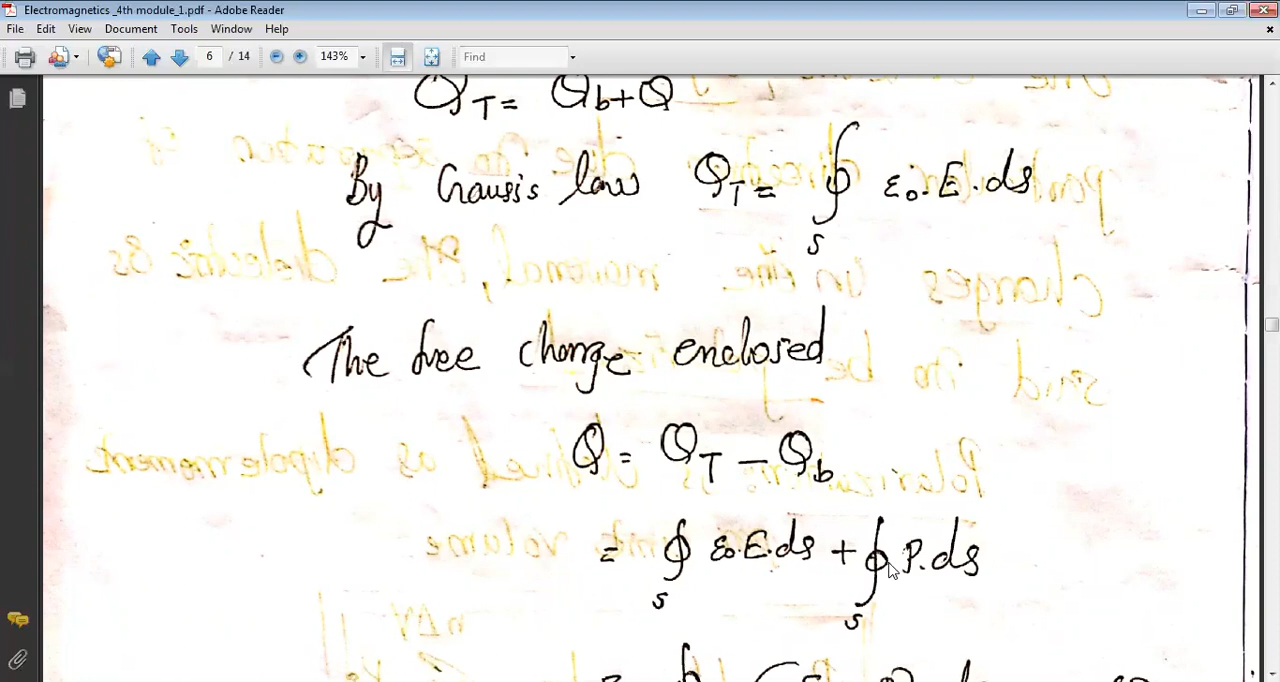 Electromagnetics _4th module_1.pdf - Adobe Reader
File Edit View Document Tools Window Help
6 / 14 143% Find
Q_T = Q_b + Q
By Gauss's law Q_T = ∮_S ε₀.E.ds
The free charge enclosed
Q = Q_T − Q_b
= ∮_S ε₀E.ds + ∮_S P.ds